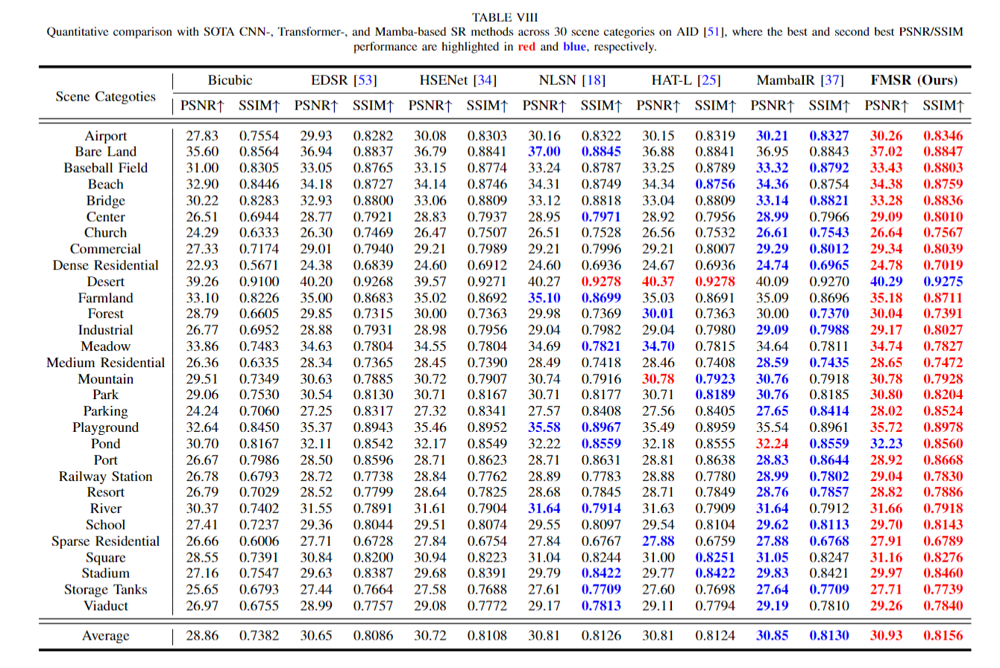 TABLE VIII
Quantitative comparison with SOTA CNN-, Transformer-, and Mamba-based SR methods across 30 scene categories on AID [51], where the best and second best PSNR/SSIM
performance are highlighted in red and blue, respectively.
Scene Categoties Bicubic EDSR [53] HSENet [34] NLSN [18] HAT-L [25] MambaIR [37] FMSR (Ours)
PSNR↑ SSIM↑ PSNR↑ SSIM↑ PSNR↑ SSIM↑ PSNR↑ SSIM↑ PSNR↑ SSIM↑ PSNR↑ SSIM↑ PSNR↑ SSIM↑
Airport 27.83 0.7554 29.93 0.8282 30.08 0.8303 30.16 0.8322 30.15 0.8319 30.21 0.8327 30.26 0.8346
Bare Land 35.60 0.8564 36.94 0.8837 36.79 0.8841 37.00 0.8845 36.88 0.8841 36.95 0.8843 37.02 0.8847
Baseball Field 31.00 0.8305 33.05 0.8765 33.15 0.8774 33.24 0.8787 33.25 0.8789 33.32 0.8792 33.43 0.8803
Beach 32.90 0.8446 34.18 0.8727 34.14 0.8746 34.31 0.8749 34.34 0.8756 34.36 0.8754 34.38 0.8759
Bridge 30.22 0.8283 32.93 0.8800 33.06 0.8809 33.12 0.8818 33.04 0.8809 33.14 0.8821 33.28 0.8836
Center 26.51 0.6944 28.77 0.7921 28.83 0.7937 28.95 0.7971 28.92 0.7956 28.99 0.7966 29.09 0.8010
Church 24.29 0.6333 26.30 0.7469 26.47 0.7507 26.51 0.7528 26.56 0.7532 26.61 0.7543 26.64 0.7567
Commercial 27.33 0.7174 29.01 0.7940 29.21 0.7989 29.21 0.7996 29.21 0.8007 29.29 0.8012 29.34 0.8039
Dense Residential 22.93 0.5671 24.38 0.6839 24.60 0.6912 24.60 0.6936 24.67 0.6936 24.74 0.6965 24.78 0.7019
Desert 39.26 0.9100 40.20 0.9268 39.57 0.9271 40.27 0.9278 40.37 0.9278 40.09 0.9270 40.29 0.9275
Farmland 33.10 0.8226 35.00 0.8683 35.02 0.8692 35.10 0.8699 35.03 0.8691 35.09 0.8696 35.18 0.8711
Forest 28.79 0.6605 29.85 0.7315 30.00 0.7363 29.98 0.7369 30.01 0.7363 30.00 0.7370 30.04 0.7391
Industrial 26.77 0.6952 28.88 0.7931 28.98 0.7956 29.04 0.7982 29.04 0.7980 29.09 0.7988 29.17 0.8027
Meadow 33.86 0.7483 34.63 0.7804 34.55 0.7804 34.69 0.7821 34.70 0.7815 34.64 0.7811 34.74 0.7827
Medium Residential 26.36 0.6335 28.34 0.7365 28.45 0.7390 28.49 0.7418 28.46 0.7408 28.59 0.7435 28.65 0.7472
Mountain 29.51 0.7349 30.63 0.7885 30.72 0.7907 30.74 0.7916 30.78 0.7923 30.76 0.7918 30.78 0.7928
Park 29.06 0.7530 30.54 0.8130 30.71 0.8167 30.71 0.8177 30.71 0.8189 30.76 0.8185 30.80 0.8204
Parking 24.24 0.7060 27.25 0.8317 27.32 0.8341 27.57 0.8408 27.56 0.8405 27.65 0.8414 28.02 0.8524
Playground 32.64 0.8450 35.37 0.8943 35.46 0.8952 35.58 0.8967 35.49 0.8959 35.54 0.8961 35.72 0.8978
Pond 30.70 0.8167 32.11 0.8542 32.17 0.8549 32.22 0.8559 32.18 0.8555 32.24 0.8559 32.23 0.8560
Port 26.67 0.7986 28.50 0.8596 28.71 0.8623 28.71 0.8631 28.81 0.8638 28.83 0.8644 28.92 0.8668
Railway Station 26.78 0.6793 28.72 0.7738 28.84 0.7762 28.89 0.7783 28.88 0.7780 28.99 0.7802 29.04 0.7830
Resort 26.79 0.7029 28.52 0.7799 28.64 0.7825 28.68 0.7845 28.71 0.7849 28.76 0.7857 28.82 0.7886
River 30.37 0.7402 31.55 0.7891 31.61 0.7904 31.64 0.7914 31.63 0.7909 31.64 0.7912 31.66 0.7918
School 27.41 0.7237 29.36 0.8044 29.51 0.8074 29.55 0.8097 29.54 0.8104 29.62 0.8113 29.70 0.8143
Sparse Residential 26.66 0.6006 27.71 0.6728 27.84 0.6754 27.84 0.6767 27.88 0.6759 27.88 0.6768 27.91 0.6789
Square 28.55 0.7391 30.84 0.8200 30.94 0.8223 31.04 0.8244 31.00 0.8251 31.05 0.8247 31.16 0.8276
Stadium 27.16 0.7547 29.63 0.8387 29.68 0.8391 29.79 0.8422 29.77 0.8422 29.83 0.8421 29.97 0.8460
Storage Tanks 25.65 0.6793 27.44 0.7664 27.58 0.7688 27.61 0.7709 27.60 0.7698 27.64 0.7709 27.71 0.7739
Viaduct 26.97 0.6755 28.99 0.7757 29.08 0.7772 29.17 0.7813 29.11 0.7794 29.19 0.7810 29.26 0.7840
Average 28.86 0.7382 30.65 0.8086 30.72 0.8108 30.81 0.8126 30.81 0.8124 30.85 0.8130 30.93 0.8156